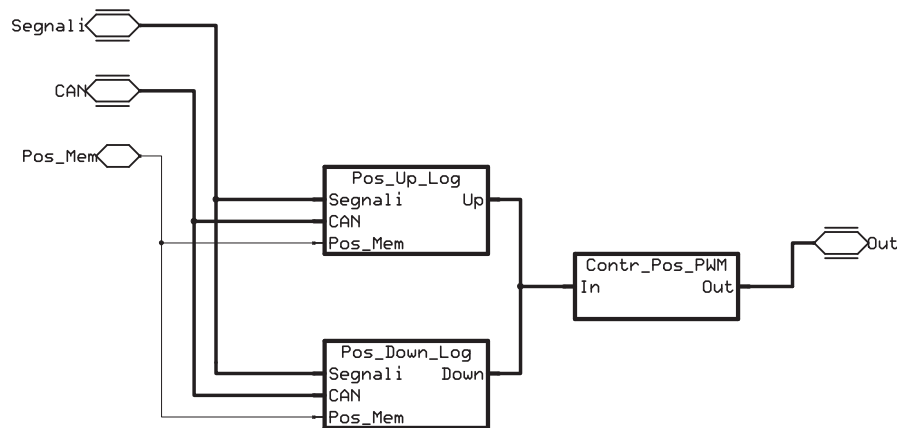 Segnali
CAN
Pos_Mem
Pos_Up_Log
Segnali Up
CAN
Pos_Mem
Out
Contr_Pos_PWM
In Out
Pos_Down_Log
Segnali Down
CAN
Pos_Mem